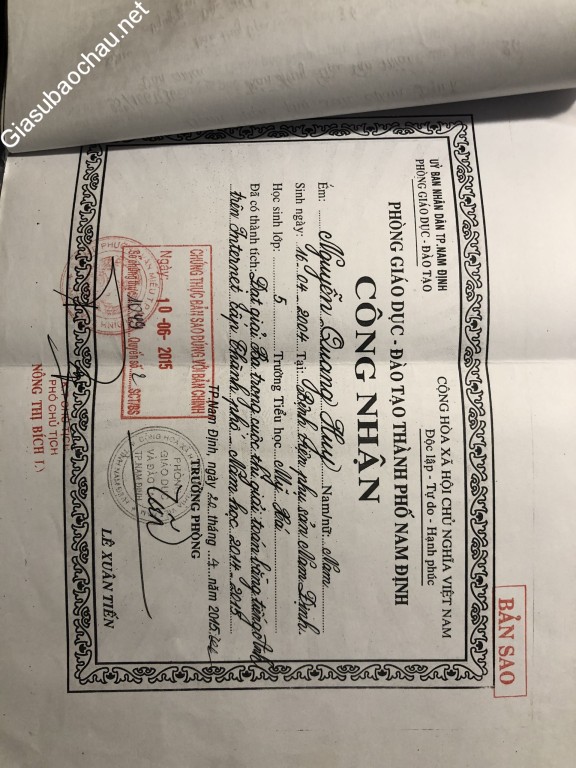 Giasubaochau.net
BẢN SAO
UỶ BAN NHÂN DÂN TP.NAM ĐỊNH
PHÒNG GIÁO DỤC - ĐÀO TẠO
CỘNG HÒA XÃ HỘI CHỦ NGHĨA VIỆT NAM
Độc lập - Tự do - Hạnh phúc
PHÒNG GIÁO DỤC - ĐÀO TẠO THÀNH PHỐ NAM ĐỊNH
CÔNG NHẬN
Em: Nguyễn Quang Huy Nam/nữ: Nam
Sinh ngày: 16.04.2004 Tại: Bệnh viện phụ sản Nam Định
Học sinh lớp: 5 Trường Tiểu học Mỹ Xá
Đã có thành tích: Đạt giải Ba trong cuộc thi giải toán bằng tiếng Anh
trên Internet cấp Thành phố. Năm học 2014-2015
TP.Nam Định, ngày 20 tháng 4 năm 2015
TRƯỞNG PHÒNG
LÊ XUÂN TIẾN
CHỨNG THỰC BẢN SAO ĐÚNG VỚI BẢN CHÍNH
Ngày: 10-06-2015
Quyển số: SCT/BS
PHÓ CHỦ TỊCH
NÔNG THỊ BÍCH